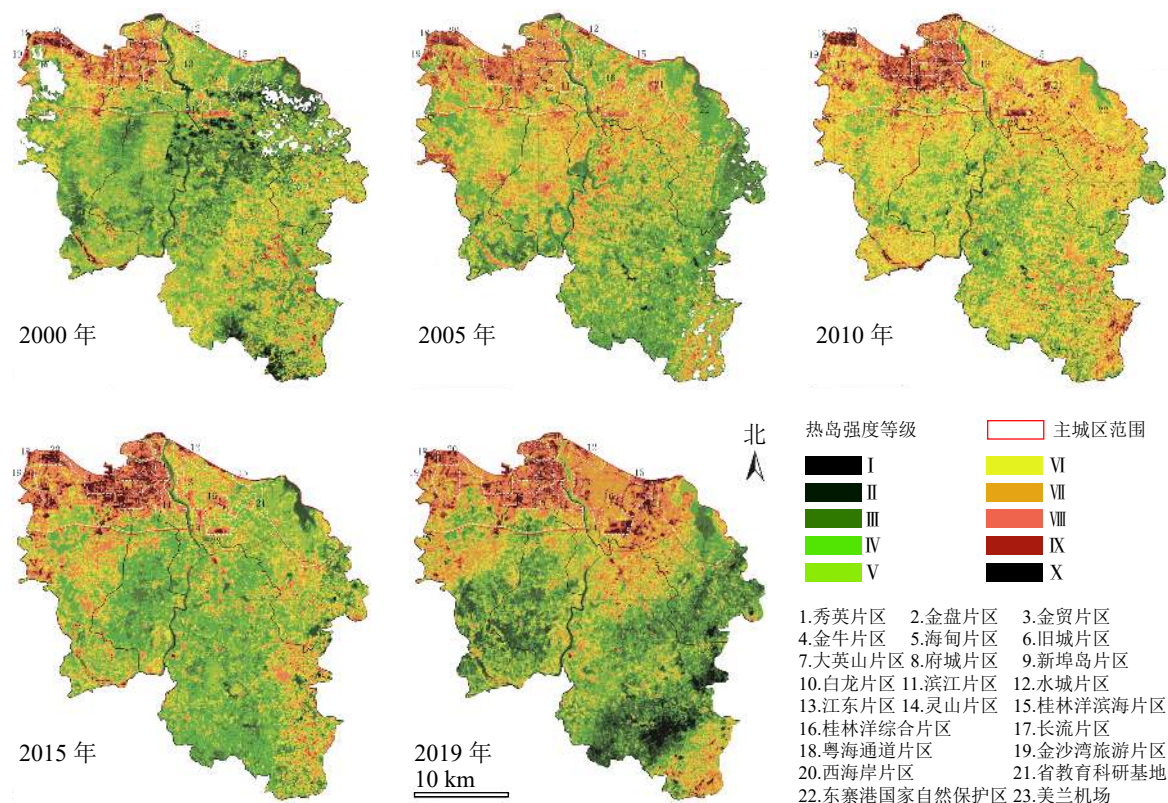 2000 年
2005 年
2010 年
2015 年
2019 年
10 km
北
热岛强度等级
主城区范围
Ⅰ Ⅵ
Ⅱ Ⅶ
Ⅲ Ⅷ
Ⅳ Ⅸ
Ⅴ Ⅹ
1.秀英片区 2.金盘片区 3.金贸片区
4.金牛片区 5.海甸片区 6.旧城片区
7.大英山片区 8.府城片区 9.新埠岛片区
10.白龙片区 11.滨江片区 12.水城片区
13.江东片区 14.灵山片区 15.桂林洋滨海片区
16.桂林洋综合片区 17.长流片区
18.粤海通道片区 19.金沙湾旅游片区
20.西海岸片区 21.省教育科研基地
22.东寨港国家自然保护区 23.美兰机场